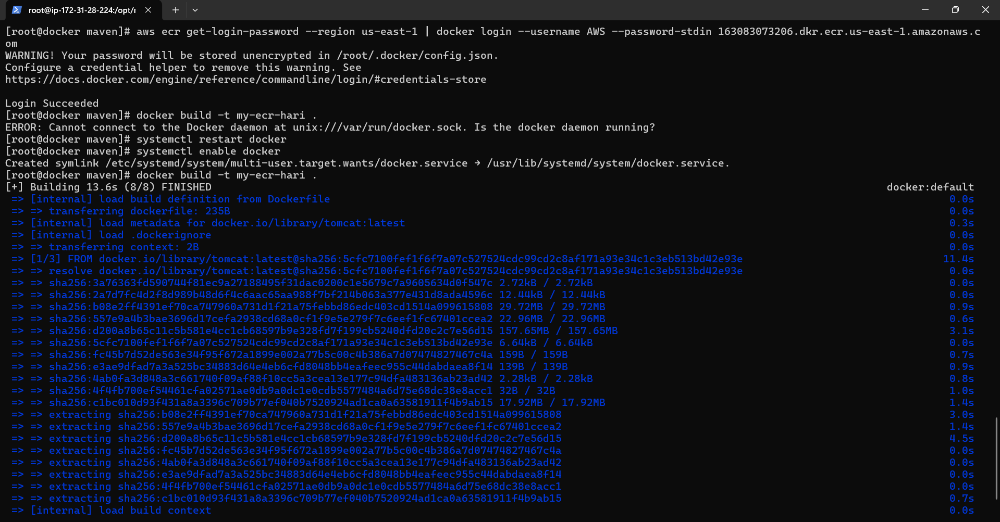 root@ip-172-31-28-224:/opt/r
[root@docker maven]# aws ecr get-login-password --region us-east-1 | docker login --username AWS --password-stdin 163083073206.dkr.ecr.us-east-1.amazonaws.c
om
WARNING! Your password will be stored unencrypted in /root/.docker/config.json.
Configure a credential helper to remove this warning. See
https://docs.docker.com/engine/reference/commandline/login/#credentials-store
Login Succeeded
[root@docker maven]# docker build -t my-ecr-hari .
ERROR: Cannot connect to the Docker daemon at unix:///var/run/docker.sock. Is the docker daemon running?
[root@docker maven]# systemctl restart docker
[root@docker maven]# systemctl enable docker
Created symlink /etc/systemd/system/multi-user.target.wants/docker.service → /usr/lib/systemd/system/docker.service.
[root@docker maven]# docker build -t my-ecr-hari .
[+] Building 13.6s (8/8) FINISHED docker:default
=> [internal] load build definition from Dockerfile 0.0s
=> => transferring dockerfile: 235B 0.0s
=> [internal] load metadata for docker.io/library/tomcat:latest 0.3s
=> [internal] load .dockerignore 0.0s
=> => transferring context: 2B 0.0s
=> [1/3] FROM docker.io/library/tomcat:latest@sha256:5cfc7100fef1f6f7a07c527524cdc99cd2c8af171a93e34c1c3eb513bd42e93e 11.4s
=> => resolve docker.io/library/tomcat:latest@sha256:5cfc7100fef1f6f7a07c527524cdc99cd2c8af171a93e34c1c3eb513bd42e93e 0.0s
=> => sha256:3a76363fd590744f81ec9a27188495f31dac0200c1e5679c7a9605634d0f547c 2.72kB / 2.72kB 0.0s
=> => sha256:2a7d7fc4d2f8d989b48d6f4c6aac65aa988f7bf214b063a377e431d8ada4596c 12.44kB / 12.44kB 0.0s
=> => sha256:b08e2ff4391ef70ca747960a731d1f21a75febbd86edc403cd1514a099615808 29.72MB / 29.72MB 0.9s
=> => sha256:557e9a4b3bae3696d17cefa2938cd68a0cf1f9e5e279f7c6eef1fc67401ccea2 22.96MB / 22.96MB 0.6s
=> => sha256:d200a8b65c11c5b581e4cc1cb68597b9e328fd7f199cb5240dfd20c2c7e56d15 157.65MB / 157.65MB 3.1s
=> => sha256:5cfc7100fef1f6f7a07c527524cdc99cd2c8af171a93e34c1c3eb513bd42e93e 6.64kB / 6.64kB 0.0s
=> => sha256:fc45b7d52de563e34f95f672a1899e002a77b5c00c4b386a7d07474827467c4a 159B / 159B 0.7s
=> => sha256:e3ae9dfad7a3a525bc34883d64e4eb6cfd8048bb4eafeec955c44dabdaea8f14 139B / 139B 0.9s
=> => sha256:4ab0fa3d848a3c661740f09af88f10cc5a3cea13e177c94dfa483136ab23ad42 2.28kB / 2.28kB 0.8s
=> => sha256:4f4fb700ef54461cfa02571ae0db9a0dc1e0cdb5577484a6d75e68dc38e8acc1 32B / 32B 1.0s
=> => sha256:c1bc010d93f431a8a3396c709b77ef040b7520924ad1ca0a63581911f4b9ab15 17.92MB / 17.92MB 1.4s
=> => extracting sha256:b08e2ff4391ef70ca747960a731d1f21a75febbd86edc403cd1514a099615808 3.0s
=> => extracting sha256:557e9a4b3bae3696d17cefa2938cd68a0cf1f9e5e279f7c6eef1fc67401ccea2 1.4s
=> => extracting sha256:d200a8b65c11c5b581e4cc1cb68597b9e328fd7f199cb5240dfd20c2c7e56d15 4.5s
=> => extracting sha256:fc45b7d52de563e34f95f672a1899e002a77b5c00c4b386a7d07474827467c4a 0.0s
=> => extracting sha256:4ab0fa3d848a3c661740f09af88f10cc5a3cea13e177c94dfa483136ab23ad42 0.0s
=> => extracting sha256:e3ae9dfad7a3a525bc34883d64e4eb6cfd8048bb4eafeec955c44dabdaea8f14 0.0s
=> => extracting sha256:4f4fb700ef54461cfa02571ae0db9a0dc1e0cdb5577484a6d75e68dc38e8acc1 0.0s
=> => extracting sha256:c1bc010d93f431a8a3396c709b77ef040b7520924ad1ca0a63581911f4b9ab15 0.7s
=> [internal] load build context 0.0s